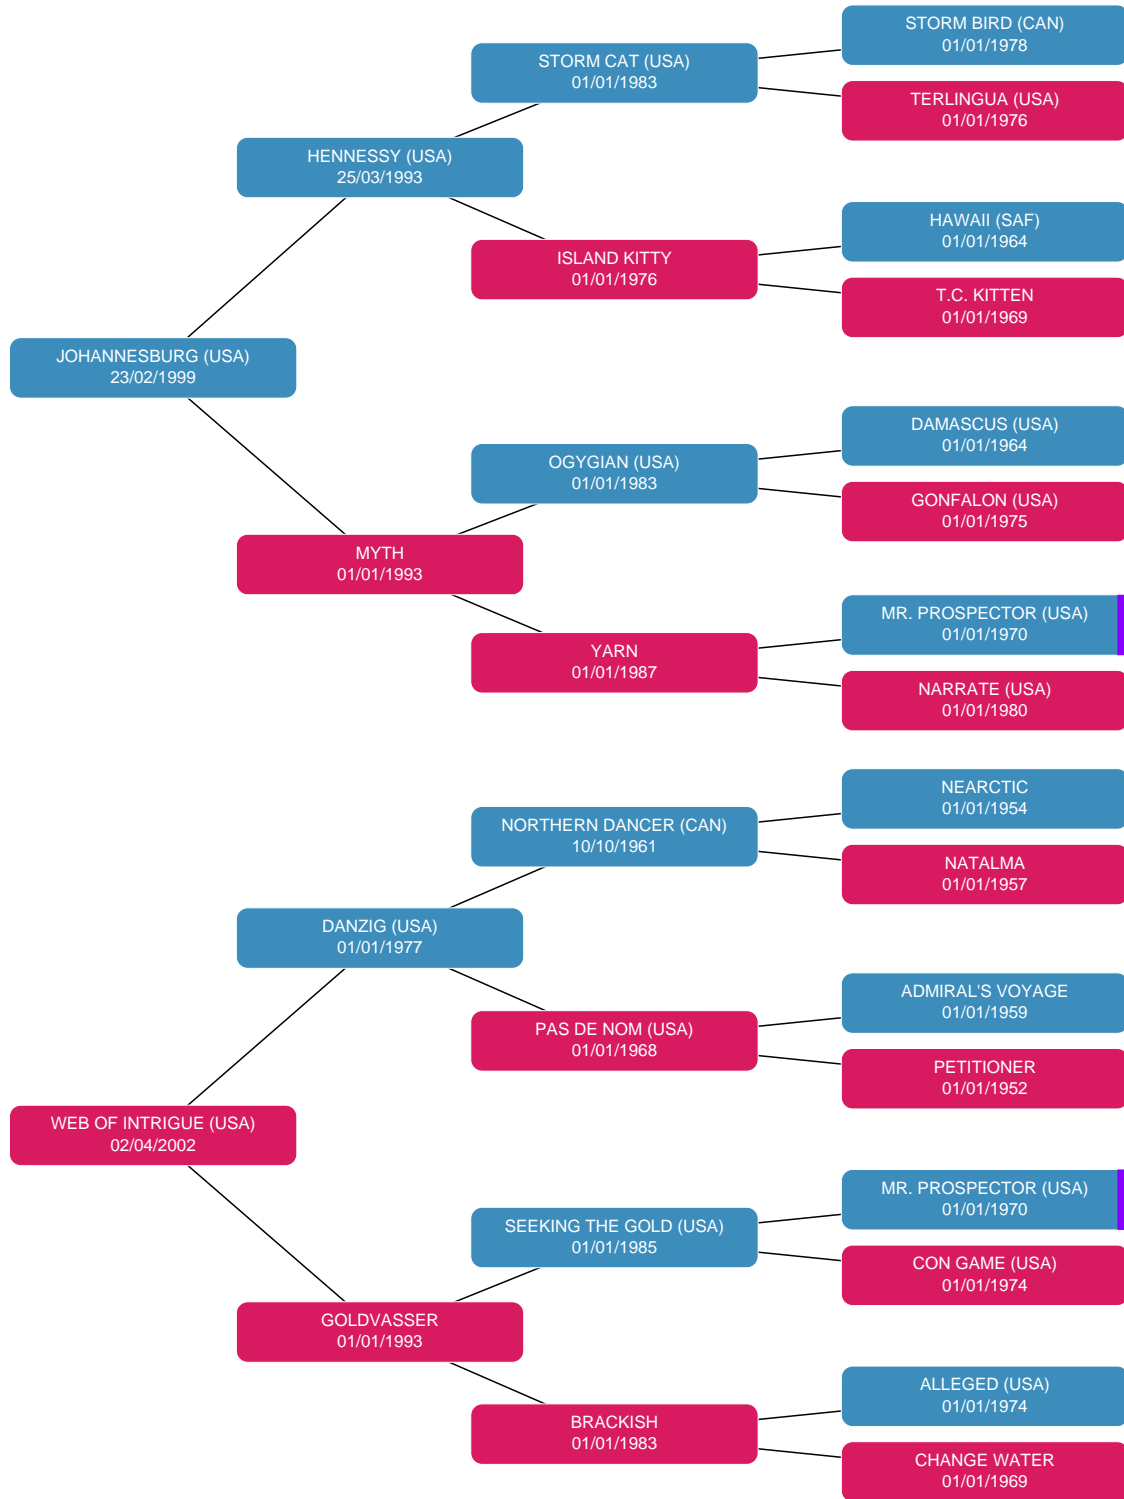 STORM BIRD (CAN)
01/01/1978
STORM CAT (USA)
01/01/1983
TERLINGUA (USA)
01/01/1976
HENNESSY (USA)
25/03/1993
HAWAII (SAF)
01/01/1964
ISLAND KITTY
01/01/1976
T.C. KITTEN
01/01/1969
JOHANNESBURG (USA)
23/02/1999
DAMASCUS (USA)
01/01/1964
OGYGIAN (USA)
01/01/1983
GONFALON (USA)
01/01/1975
MYTH
01/01/1993
MR. PROSPECTOR (USA)
01/01/1970
YARN
01/01/1987
NARRATE (USA)
01/01/1980
NEARCTIC
01/01/1954
NORTHERN DANCER (CAN)
10/10/1961
NATALMA
01/01/1957
DANZIG (USA)
01/01/1977
ADMIRAL'S VOYAGE
01/01/1959
PAS DE NOM (USA)
01/01/1968
PETITIONER
01/01/1952
WEB OF INTRIGUE (USA)
02/04/2002
MR. PROSPECTOR (USA)
01/01/1970
SEEKING THE GOLD (USA)
01/01/1985
CON GAME (USA)
01/01/1974
GOLDVASSER
01/01/1993
ALLEGED (USA)
01/01/1974
BRACKISH
01/01/1983
CHANGE WATER
01/01/1969